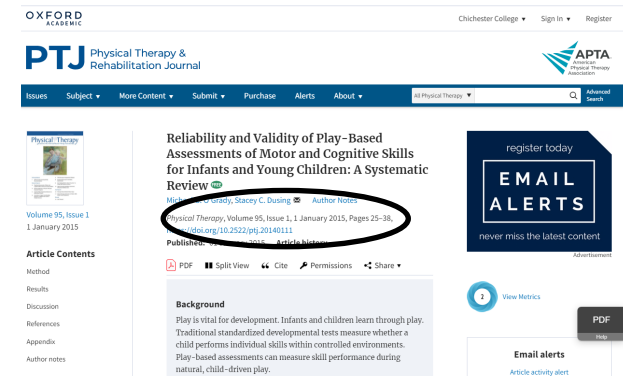 OXFORD
ACADEMIC
Chichester College ▼ Sign In ▼ Register
PTJ Physical Therapy &
Rehabilitation Journal
APTA
American
Physical Therapy
Association
Issues Subject ▼ More Content ▼ Submit ▼ Purchase Alerts About ▼ All Physical Therapy ▼ Advanced
Search
Physical Therapy
Volume 95, Issue 1
1 January 2015
Article Contents
Method
Results
Discussion
References
Appendix
Author notes
Reliability and Validity of Play-Based
Assessments of Motor and Cognitive Skills
for Infants and Young Children: A Systematic
Review FREE
Grady, Stacey C. Dusing Author Notes
Physical Therapy, Volume 95, Issue 1, 1 January 2015, Pages 25–38,
https://doi.org/10.2522/ptj.20140111
Published: 2015 Article history
PDF Split View Cite Permissions Share ▼
Background
Play is vital for development. Infants and children learn through play.
Traditional standardized developmental tests measure whether a
child performs individual skills within controlled environments.
Play-based assessments can measure skill performance during
natural, child-driven play.
register today
EMAIL
ALERTS
never miss the latest content
Advertisement
2 View Metrics
PDF
Help
Email alerts
Article activity alert